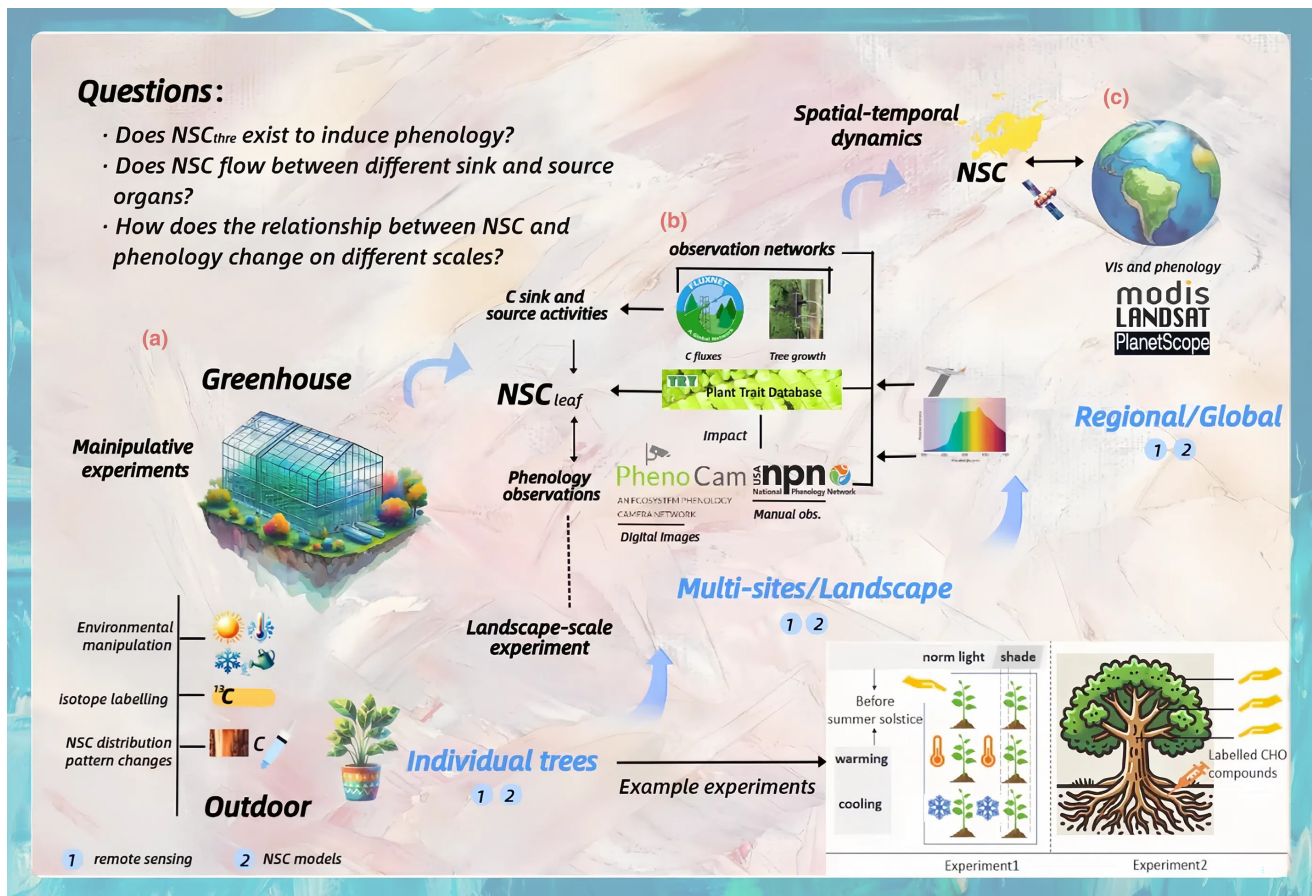 Questions:
· Does NSCthre exist to induce phenology?
· Does NSC flow between different sink and source
organs?
· How does the relationship between NSC and
phenology change on different scales?
(a)
Greenhouse
Mainipulative
experiments
Environmental
manipulation
isotope labelling
13C
NSC distribution
pattern changes
C
Outdoor
Individual trees
1 2
1 remote sensing
2 NSC models
(b)
observation networks
C sink and
source activities
FLUXNET
A Global Network
C fluxes
Tree growth
NSC leaf
TRY
Plant Trait Database
Impact
Phenology
observations
PhenoCam
AN ECOSYSTEM PHENOLOGY
CAMERA NETWORK
Digital Images
USA
npn
National Phenology Network
Manual obs.
Landscape-scale
experiment
Multi-sites/Landscape
1 2
(c)
Spatial-temporal
dynamics
NSC
VIs and phenology
modis
LANDSAT
PlanetScope
Regional/Global
1 2
Example experiments
norm light
shade
Before
summer solstice
warming
cooling
Experiment1
Labelled CHO
compounds
Experiment2